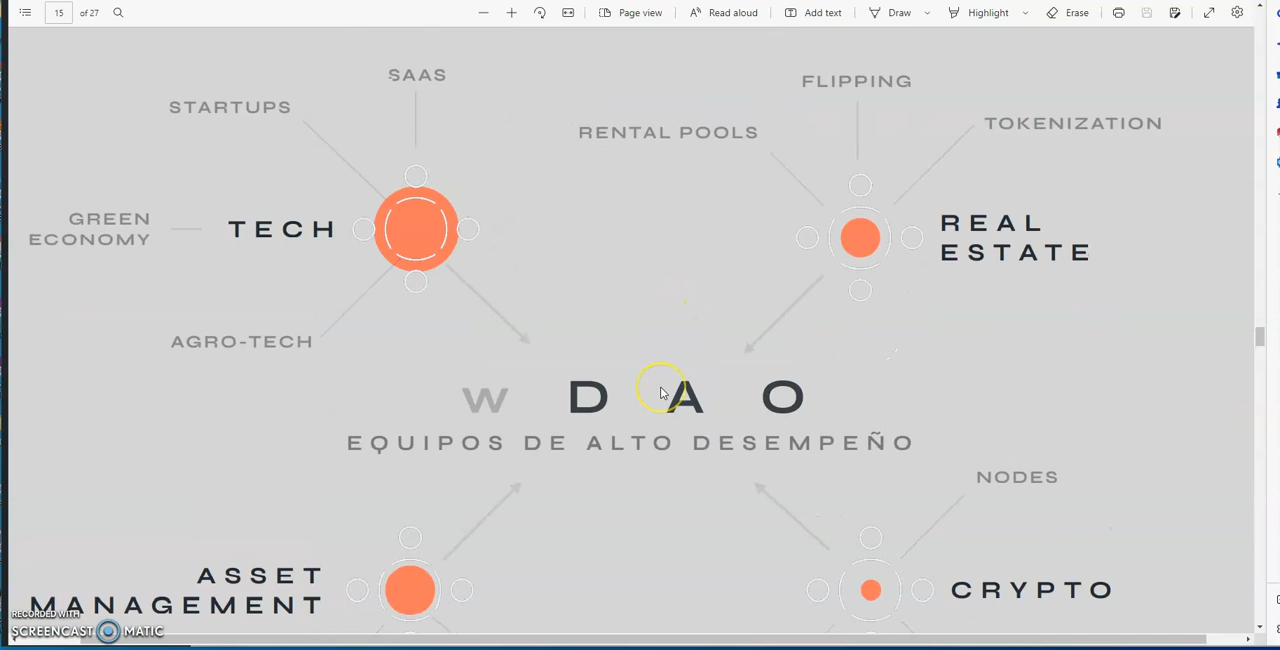 15 of 27
Page view
Read aloud
Add text
Draw
Highlight
Erase
SAAS
FLIPPING
STARTUPS
TOKENIZATION
RENTAL POOLS
GREEN
ECONOMY
TECH
REAL
ESTATE
AGRO-TECH
W DAO
EQUIPOS DE ALTO DESEMPEÑO
NODES
ASSET
MANAGEMENT
CRYPTO
RECORDED WITH
SCREENCAST MATIC